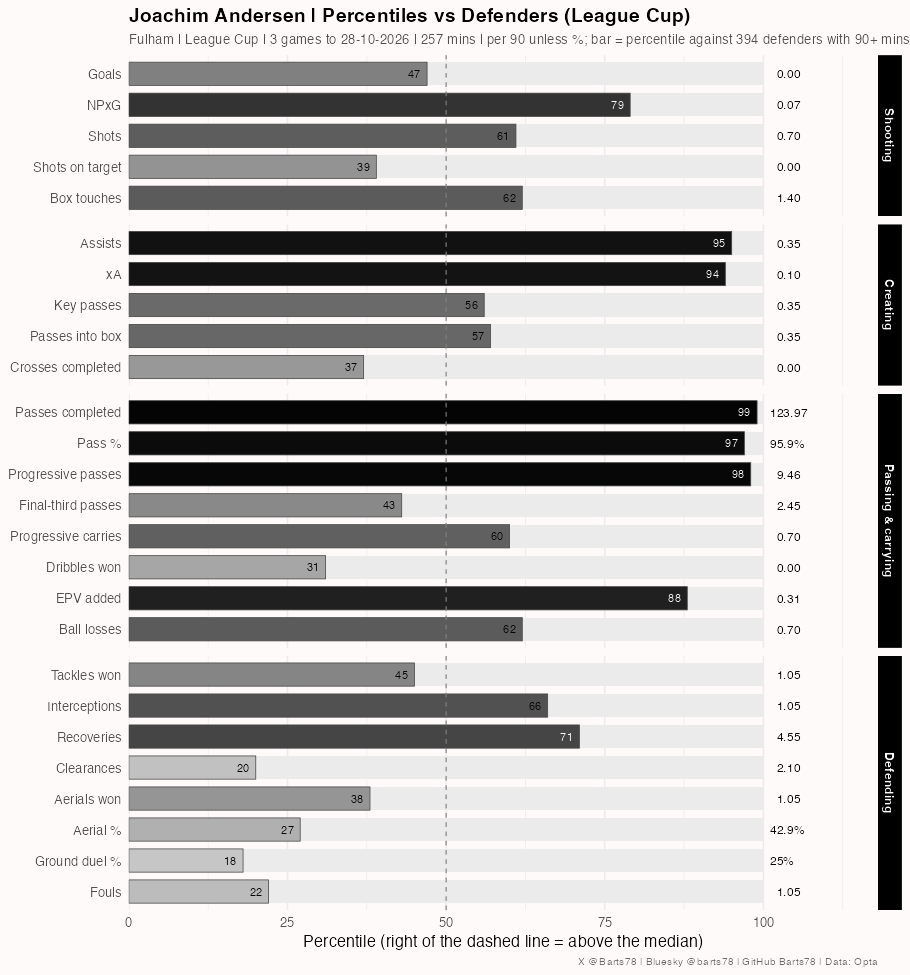 Joachim Andersen | Percentiles vs Defenders (League Cup)
Fulham | League Cup | 3 games to 28-10-2026 | 257 mins | per 90 unless %; bar = percentile against 394 defenders with 90+ mins
Goals 47 0.00
NPxG 79 0.07
Shots 61 0.70
Shots on target 39 0.00
Box touches 62 1.40
Shooting
Assists 95 0.35
xA 94 0.10
Key passes 56 0.35
Passes into box 57 0.35
Crosses completed 37 0.00
Creating
Passes completed 99 123.97
Pass % 97 95.9%
Progressive passes 98 9.46
Final-third passes 43 2.45
Progressive carries 60 0.70
Dribbles won 31 0.00
EPV added 88 0.31
Ball losses 62 0.70
Passing & carrying
Tackles won 45 1.05
Interceptions 66 1.05
Recoveries 71 4.55
Clearances 20 2.10
Aerials won 38 1.05
Aerial % 27 42.9%
Ground duel % 18 25%
Fouls 22 1.05
Defending
0 25 50 75 100
Percentile (right of the dashed line = above the median)
X @Barts78 | Bluesky @barts78 | GitHub Barts78 | Data: Opta